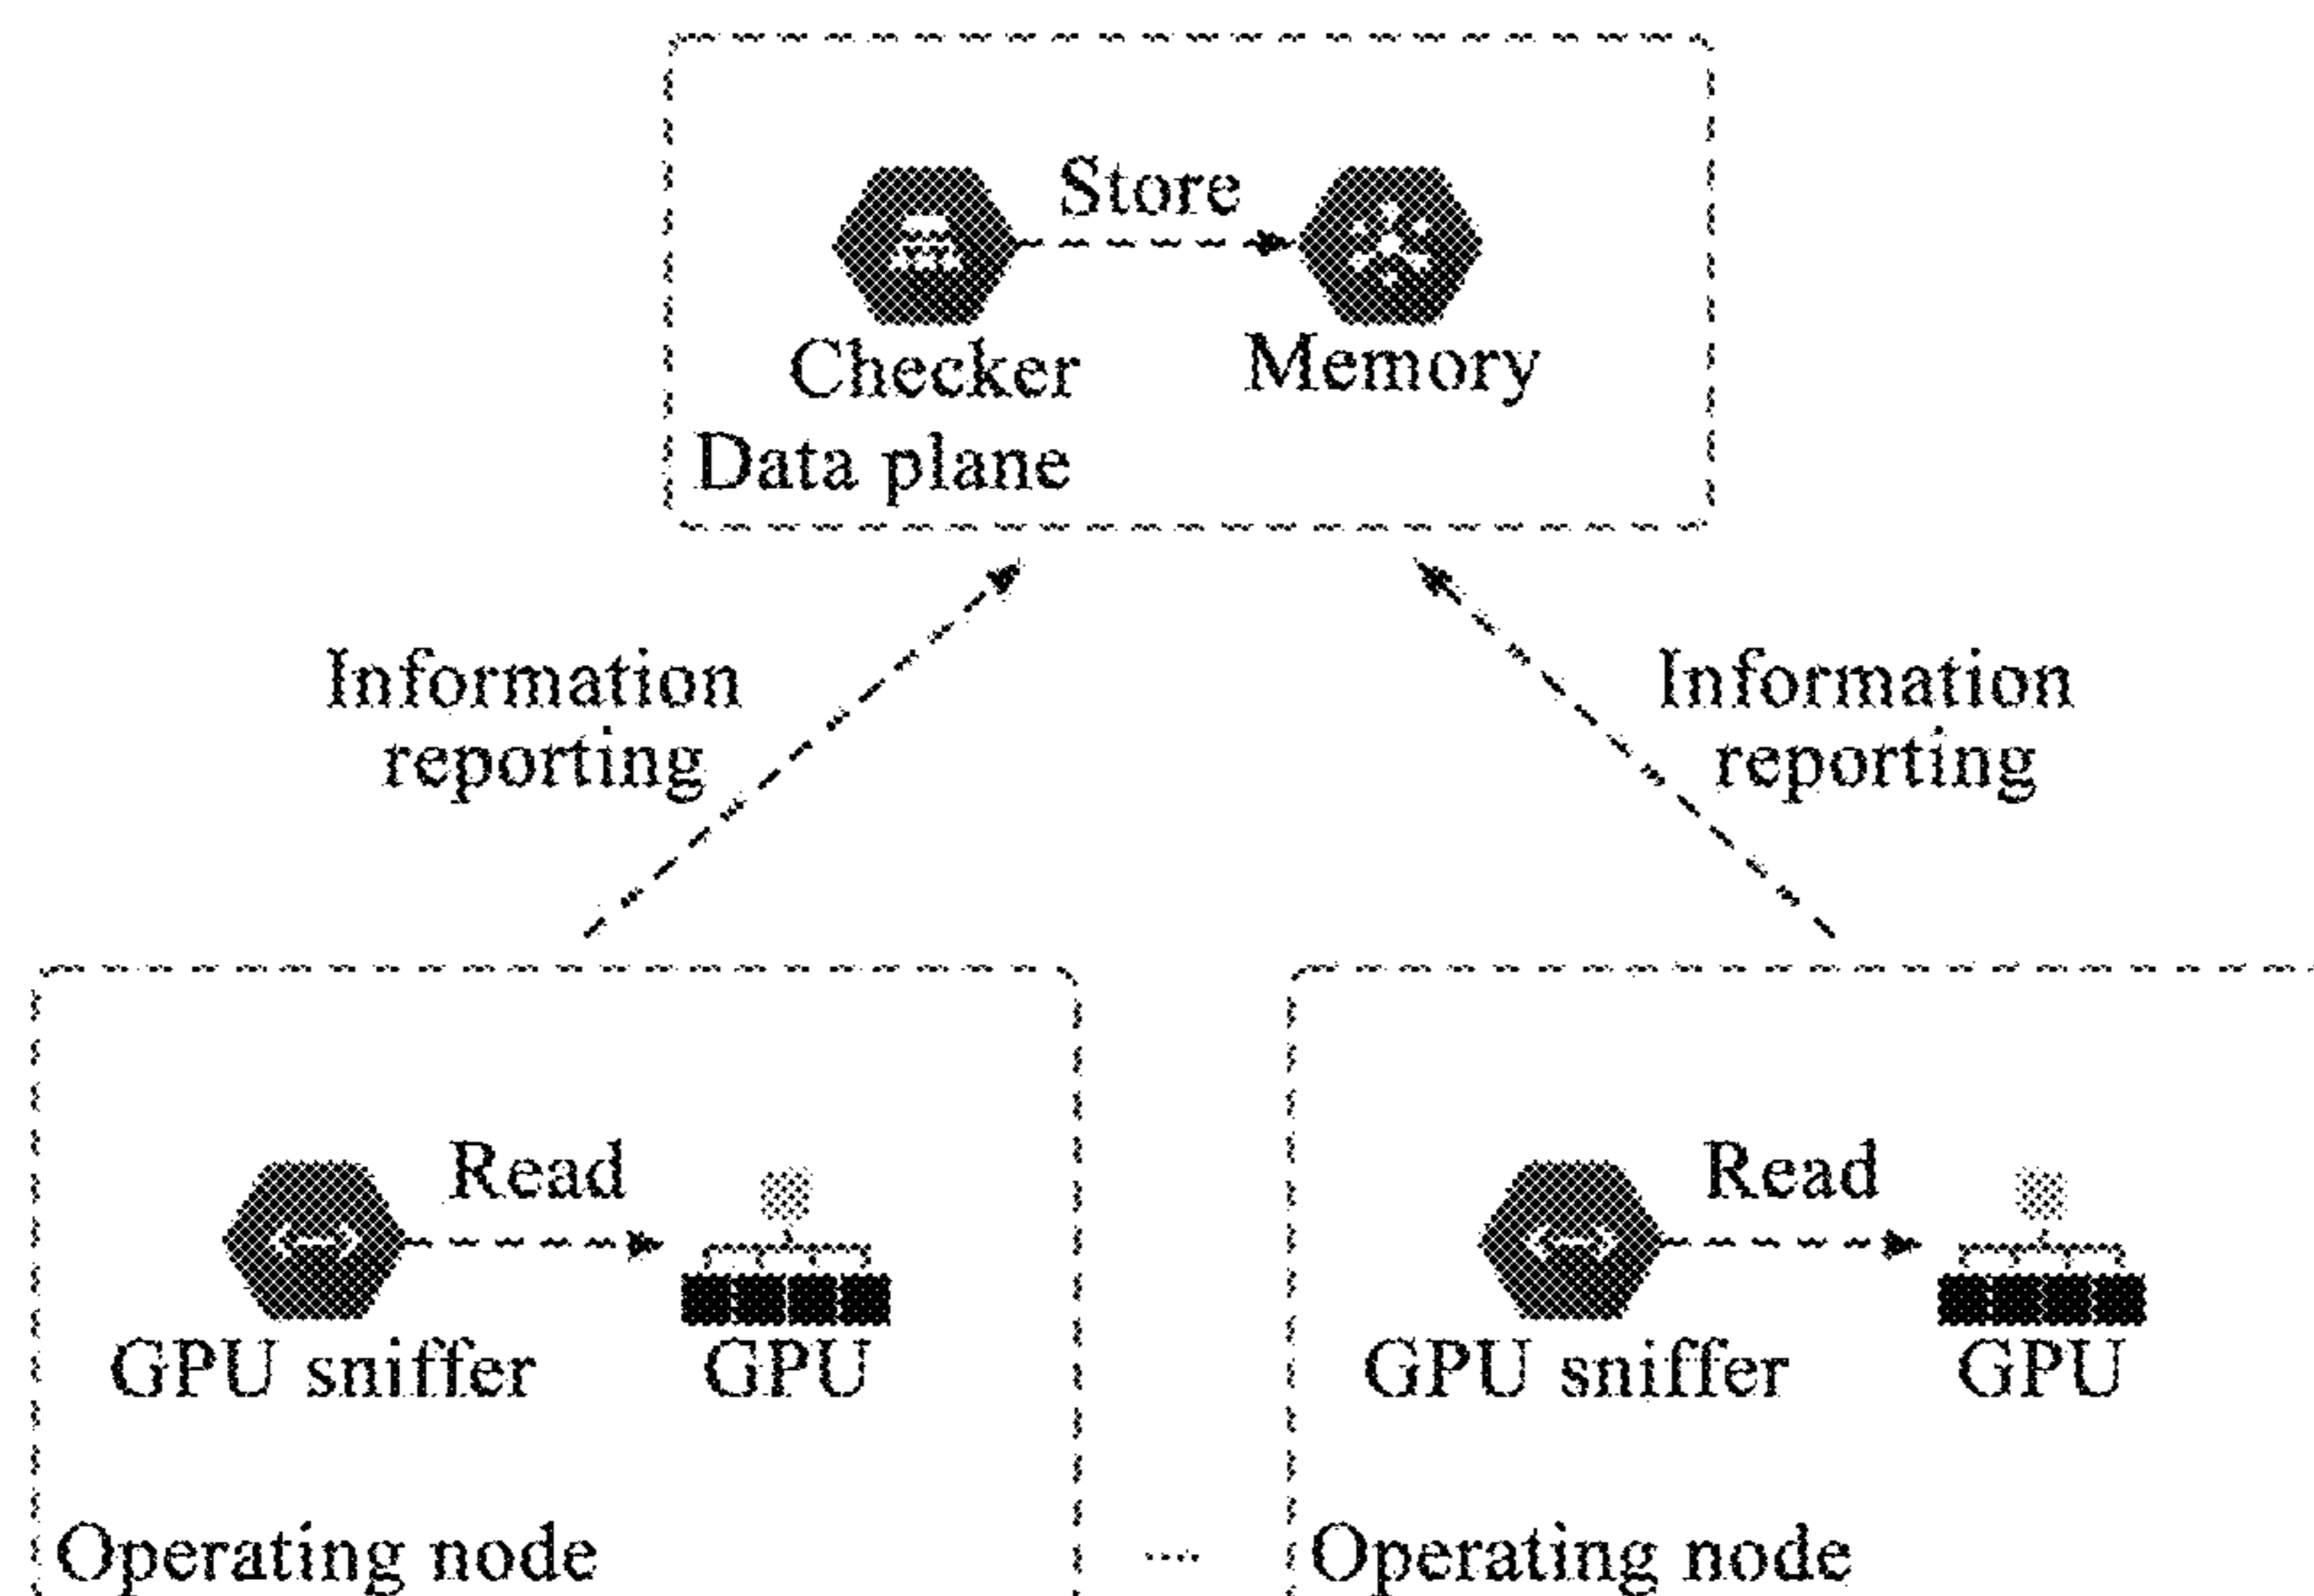 Store
Checker
Memory
Data plane
Information
reporting
Information
reporting
Read
GPU sniffer
GPU
Operating node
....
Read
GPU sniffer
GPU
Operating node